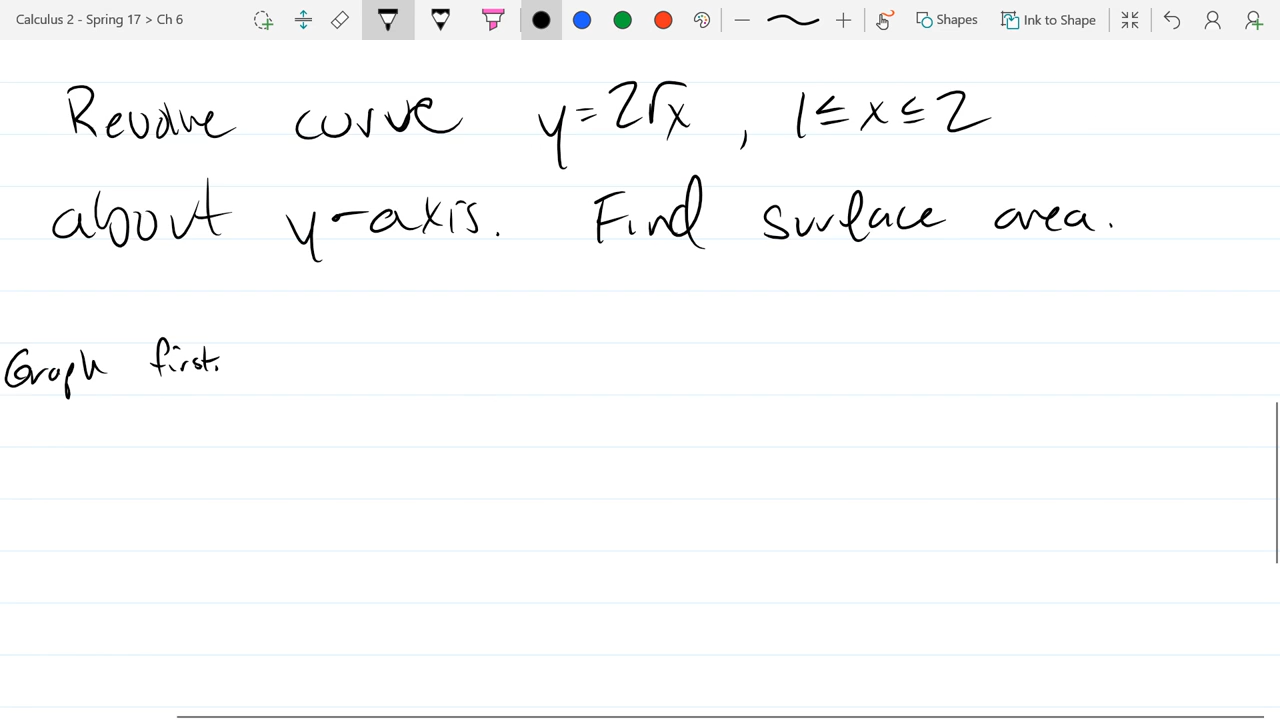 Calculus 2 - Spring 17 > Ch 6
Shapes
Ink to Shape
Revolve curve y=2√x , 1≤x≤2
about y-axis. Find surface area.
Graph first.